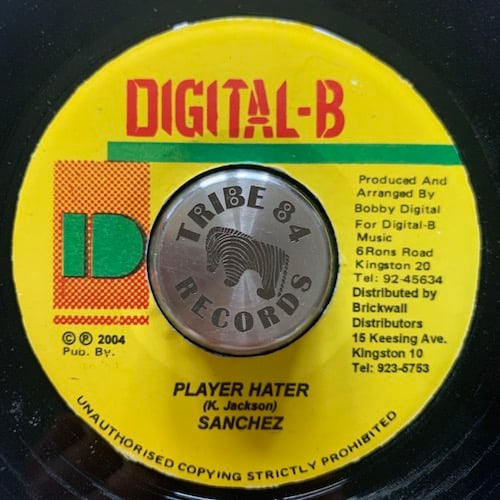 DIGITAL-B
Produced And
Arranged By
Bobby Digital
For Digital-B
Music
6Rons Road
Kingston 20
Tel: 92-45634
Distributed by
Brickwall
Distributors
15 Keesing Ave.
Kingston 10
Tel: 923-5753
D
TRIBE 84
RECORDS
© ℗ 2004
Pub. By.
PLAYER HATER
(K. Jackson)
SANCHEZ
UNAUTHORISED COPYING STRICTLY PROHIBITED